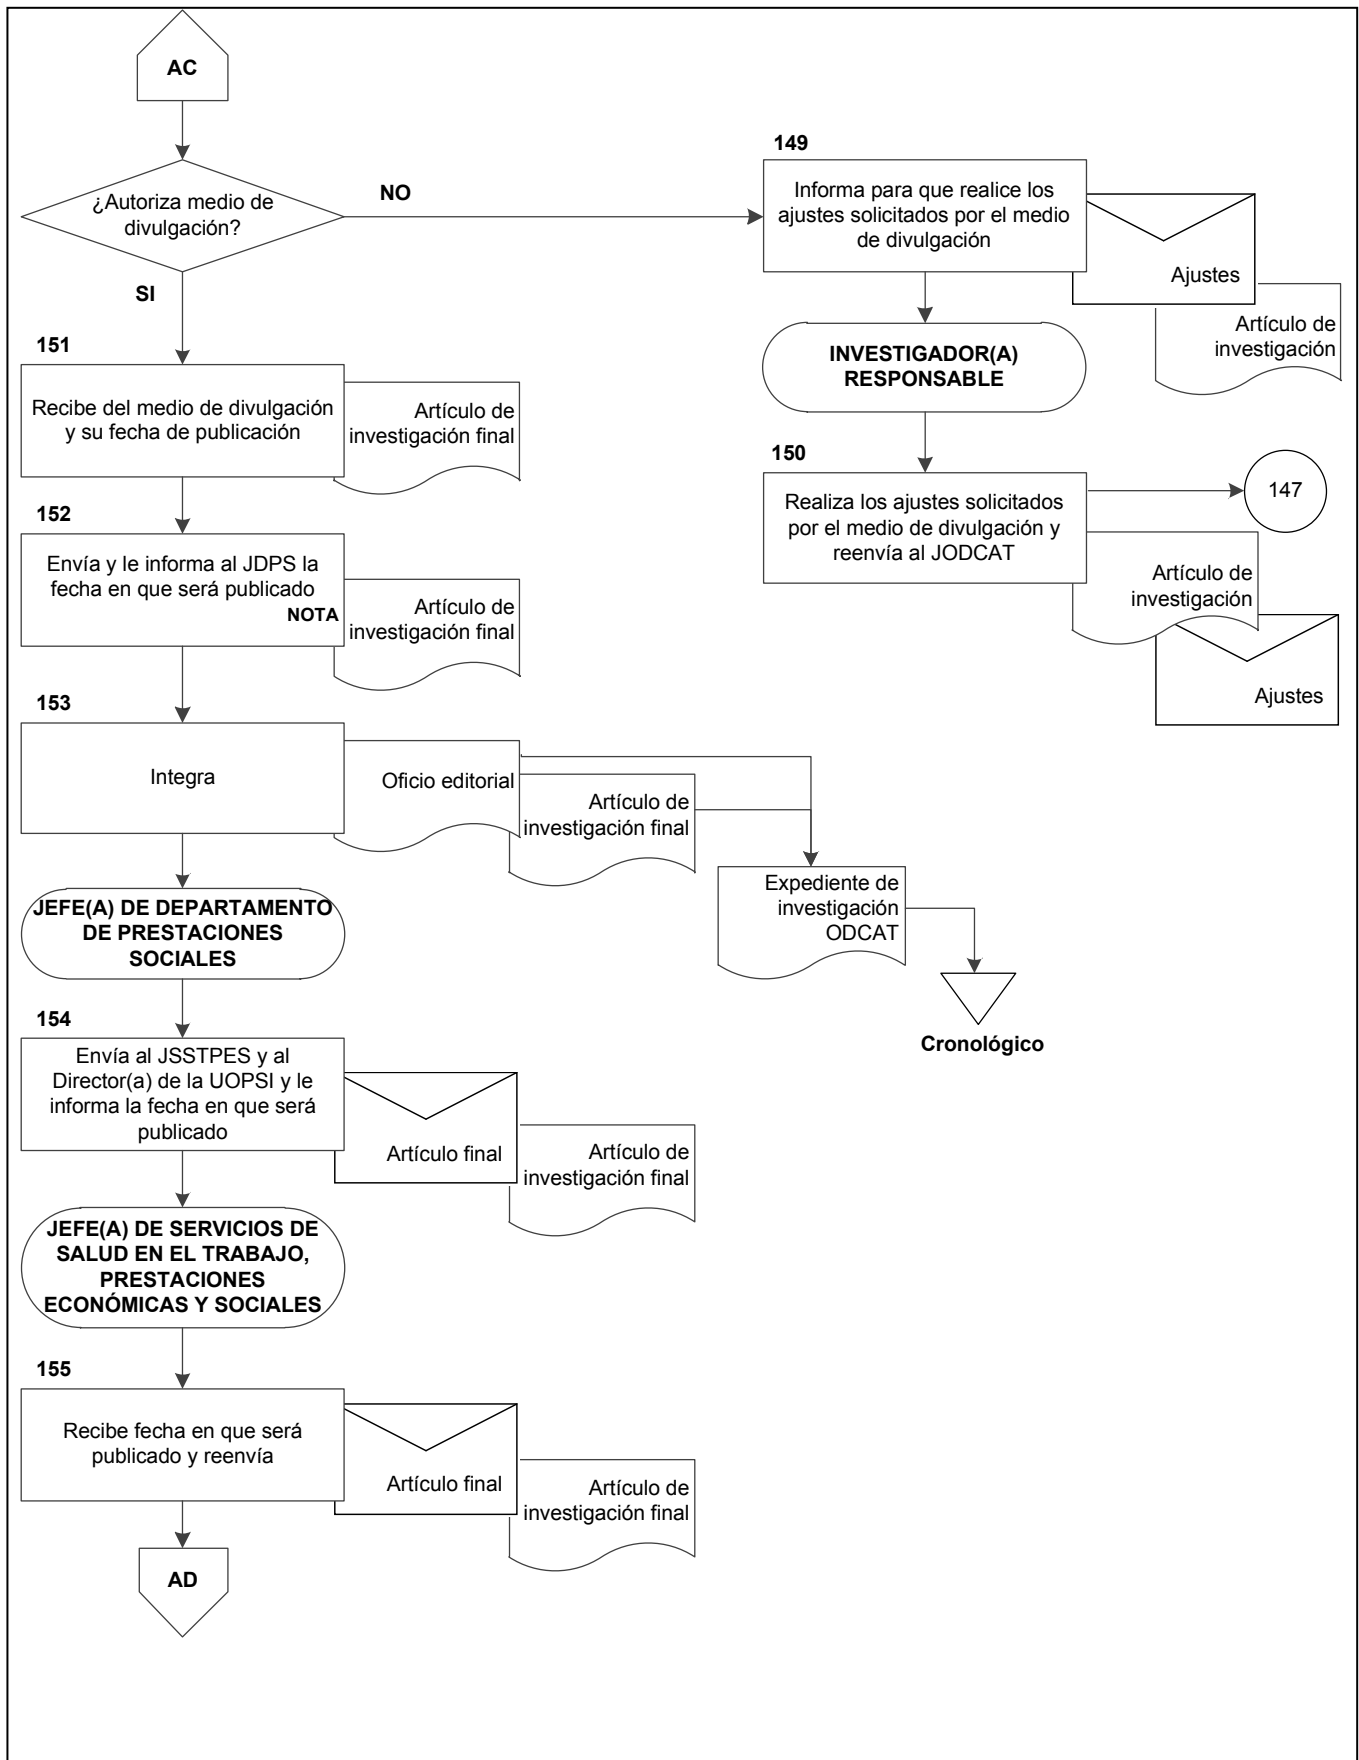 AC
¿Autoriza medio de
divulgación?
NO
SI
149
Informa para que realice los
ajustes solicitados por el medio
de divulgación
Ajustes
Artículo de
investigación
INVESTIGADOR(A)
RESPONSABLE
150
Realiza los ajustes solicitados
por el medio de divulgación y
reenvía al JODCAT
147
Artículo de
investigación
Ajustes
151
Recibe del medio de divulgación
y su fecha de publicación
Artículo de
investigación final
152
Envía y le informa al JDPS la
fecha en que será publicado
NOTA
Artículo de
investigación final
153
Integra
Oficio editorial
Artículo de
investigación final
Expediente de
investigación
ODCAT
Cronológico
JEFE(A) DE DEPARTAMENTO
DE PRESTACIONES
SOCIALES
154
Envía al JSSTPES y al
Director(a) de la UOPSI y le
informa la fecha en que será
publicado
Artículo final
Artículo de
investigación final
JEFE(A) DE SERVICIOS DE
SALUD EN EL TRABAJO,
PRESTACIONES
ECONÓMICAS Y SOCIALES
155
Recibe fecha en que será
publicado y reenvía
Artículo final
Artículo de
investigación final
AD